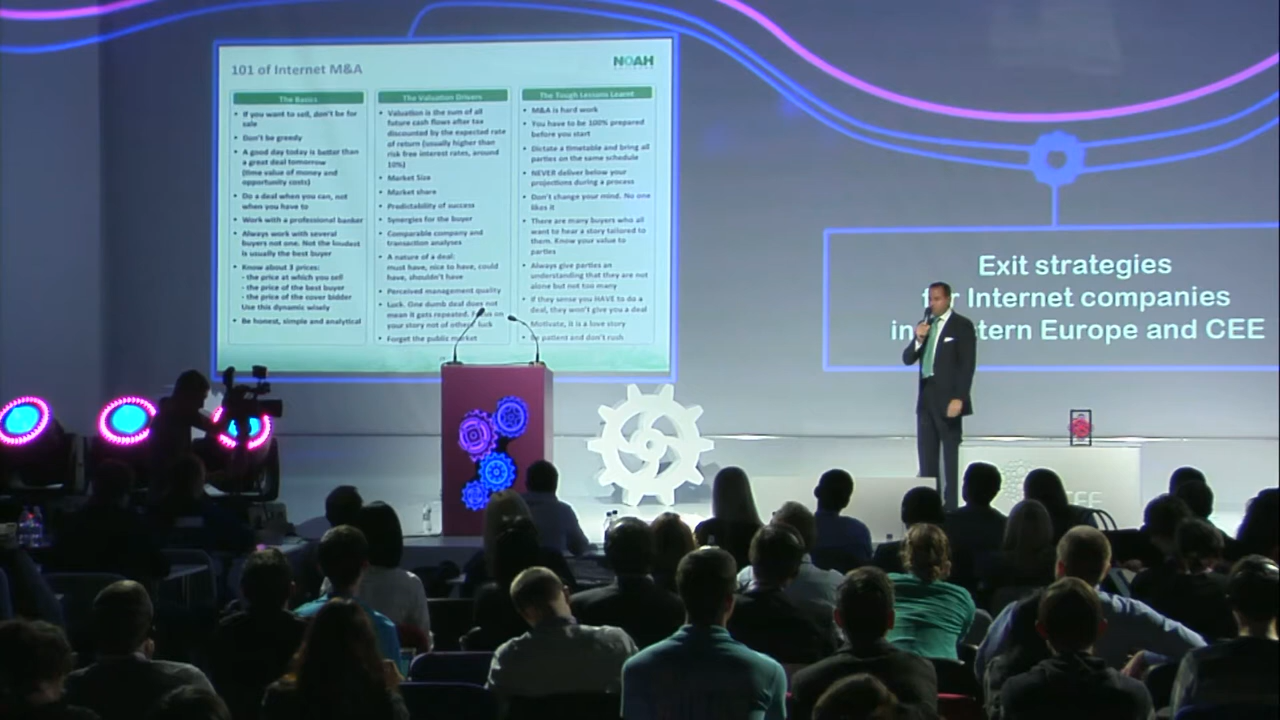 101 of Internet M&A
NOAH
The Basics
• If you want to sell, don't be for
sale
• Don't be greedy
• A good day today is better than
a great deal tomorrow
(time value of money and
opportunity costs)
• Do a deal when you can, not
when you have to
• Work with a professional banker
• Always work with several
buyers not one. Not the loudest
is usually the best buyer
• Know about 3 prices:
- the price at which you sell
- the price of the best buyer
- the price of the cover bidder
Use this dynamic wisely
• Be honest, simple and analytical
The Valuation Drivers
• Valuation is the sum of all
future cash flows after tax
discounted by the expected rate
of return (usually higher than
risk free interest rates, around
10%)
• Market Size
• Market share
• Predictability of success
• Synergies for the buyer
• Comparable company and
transaction analyses
• A nature of a deal:
must have, nice to have, could
have, shouldn't have
• Perceived management quality
• Luck. One dumb deal does not
mean it gets repeated. on
your story not of others luck
• Forget the public market
The Tough Lessons Learnt
• M&A is hard work
• You have to be 100% prepared
before you start
• Dictate a timetable and bring all
parties on the same schedule
• NEVER deliver below your
projections during a process
• Don't change your mind. No one
likes it
• There are many buyers who all
want to hear a story tailored to
them. Know your value to
parties
• Always give parties an
understanding that they are not
alone but not too many
• If they sense you HAVE to do a
deal, they won't give you a deal
• Motivate, it is a love story
• Be patient and don't rush
Exit strategies
Internet companies
Europe and CEE